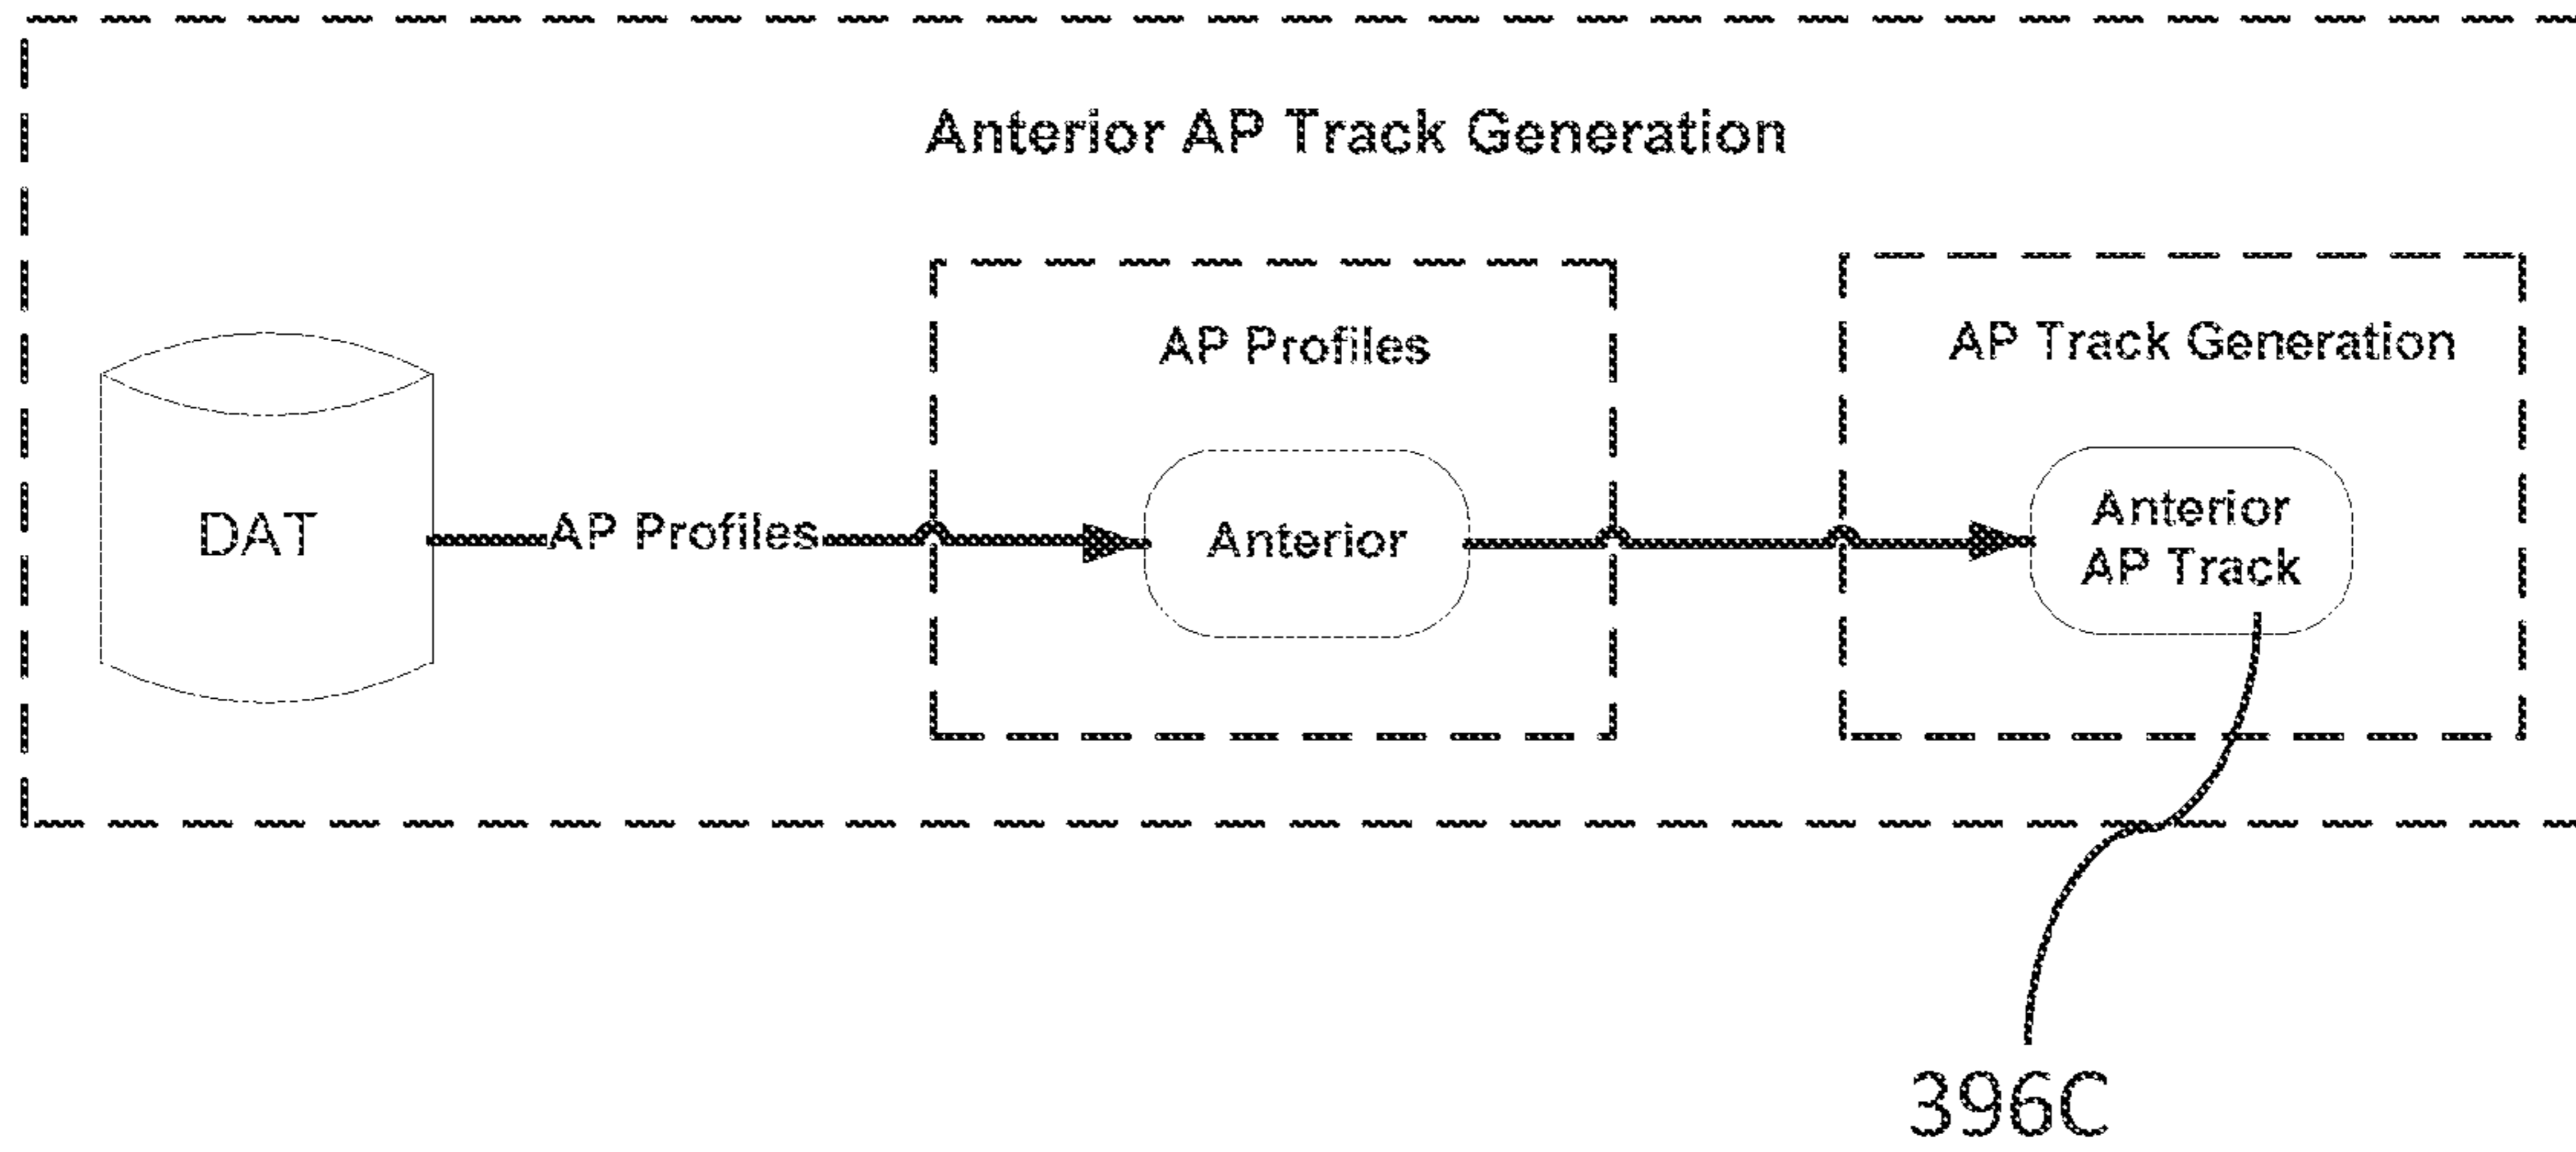 Anterior AP Track Generation
AP Profiles
AP Track Generation
DAT
AP Profiles
Anterior
Anterior
AP Track
396C